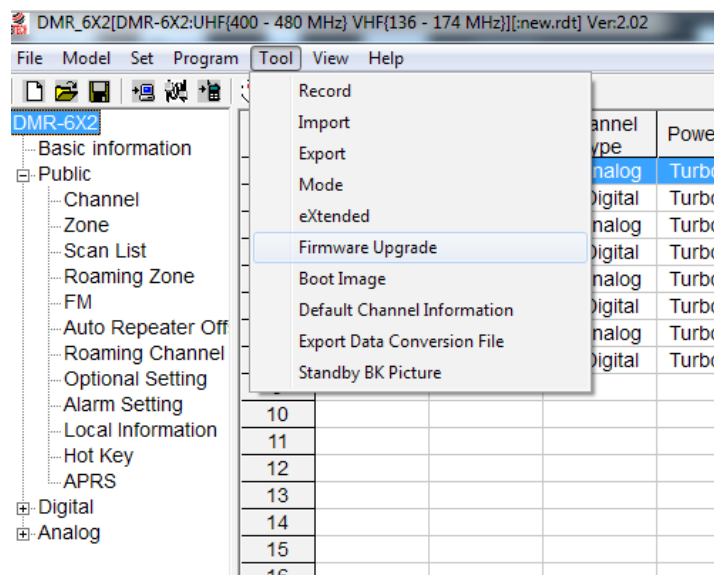 DMR_6X2[DMR-6X2:UHF{400 - 480 MHz} VHF{136 - 174 MHz}][:new.rdt] Ver:2.02
File Model Set Program Tool View Help
Record
Import
Export
Mode
eXtended
Firmware Upgrade
Boot Image
Default Channel Information
Export Data Conversion File
Standby BK Picture
DMR-6X2
Basic information
Public
Channel
Zone
Scan List
Roaming Zone
FM
Auto Repeater Off
Roaming Channel
Optional Setting
Alarm Setting
Local Information
Hot Key
APRS
Digital
Analog
annel
ype
Powe
nalog Turbo
Digital Turbo
nalog Turbo
Digital Turbo
nalog Turbo
Digital Turbo
nalog Turbo
Digital Turbo
10
11
12
13
14
15